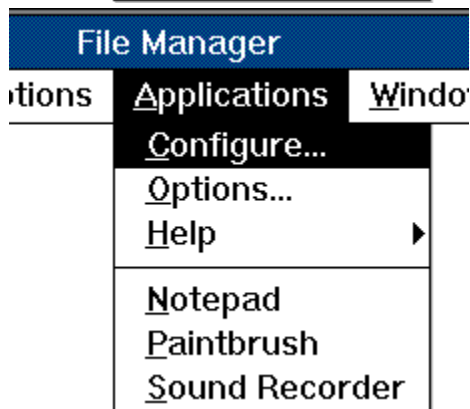 File Manager
tions Applications Windo
Configure...
Options...
Help
Notepad
Paintbrush
Sound Recorder